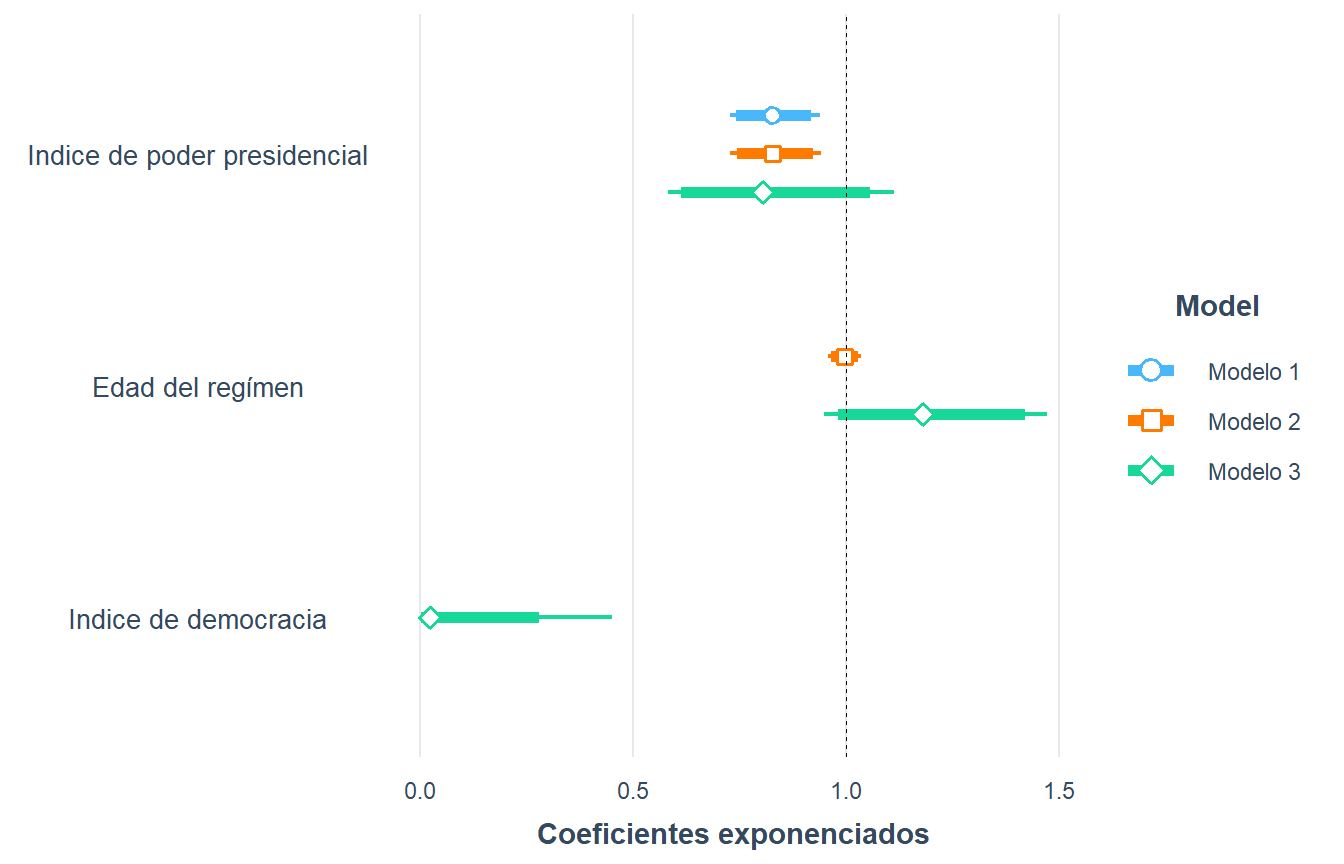 Indice de poder presidencial
Edad del regímen
Indice de democracia
0.0 0.5 1.0 1.5
Coeficientes exponenciados
Model
Modelo 1
Modelo 2
Modelo 3